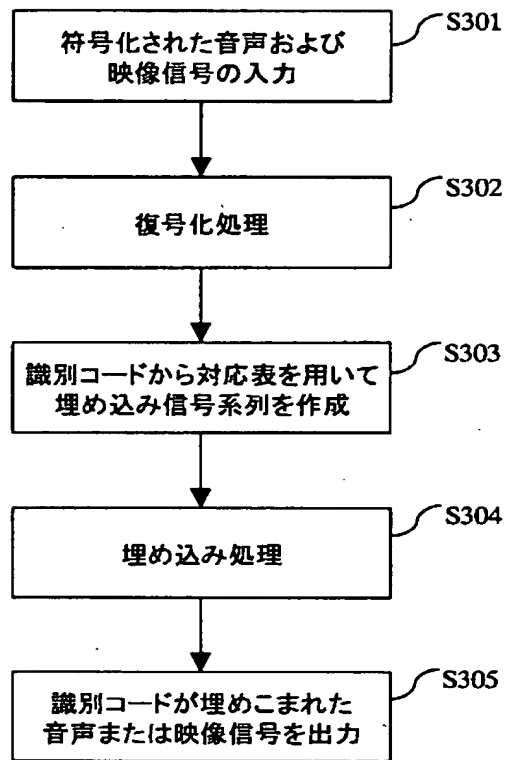 S301
符号化された音声および
映像信号の入力
S302
復号化処理
S303
識別コードから対応表を用いて
埋め込み信号系列を作成
S304
埋め込み処理
S305
識別コードが埋めこまれた
音声または映像信号を出力